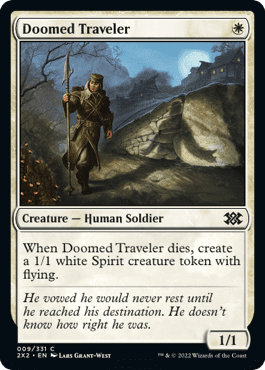 Doomed Traveler
Creature — Human Soldier
When Doomed Traveler dies, create
a 1/1 white Spirit creature token with
flying.
He vowed he would never rest until
he reached his destination. He doesn't
know how right he was.
1/1
009/331 C
2X2 • EN Lars Grant-West
™ & © 2022 Wizards of the Coast